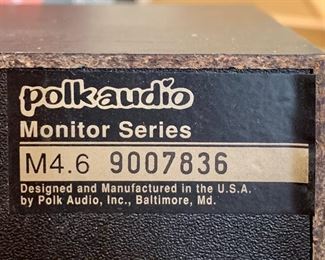 polkaudio
Monitor Series
M4.6 9007836
Designed and Manufactured in the U.S.A.
by Polk Audio, Inc., Baltimore, Md.